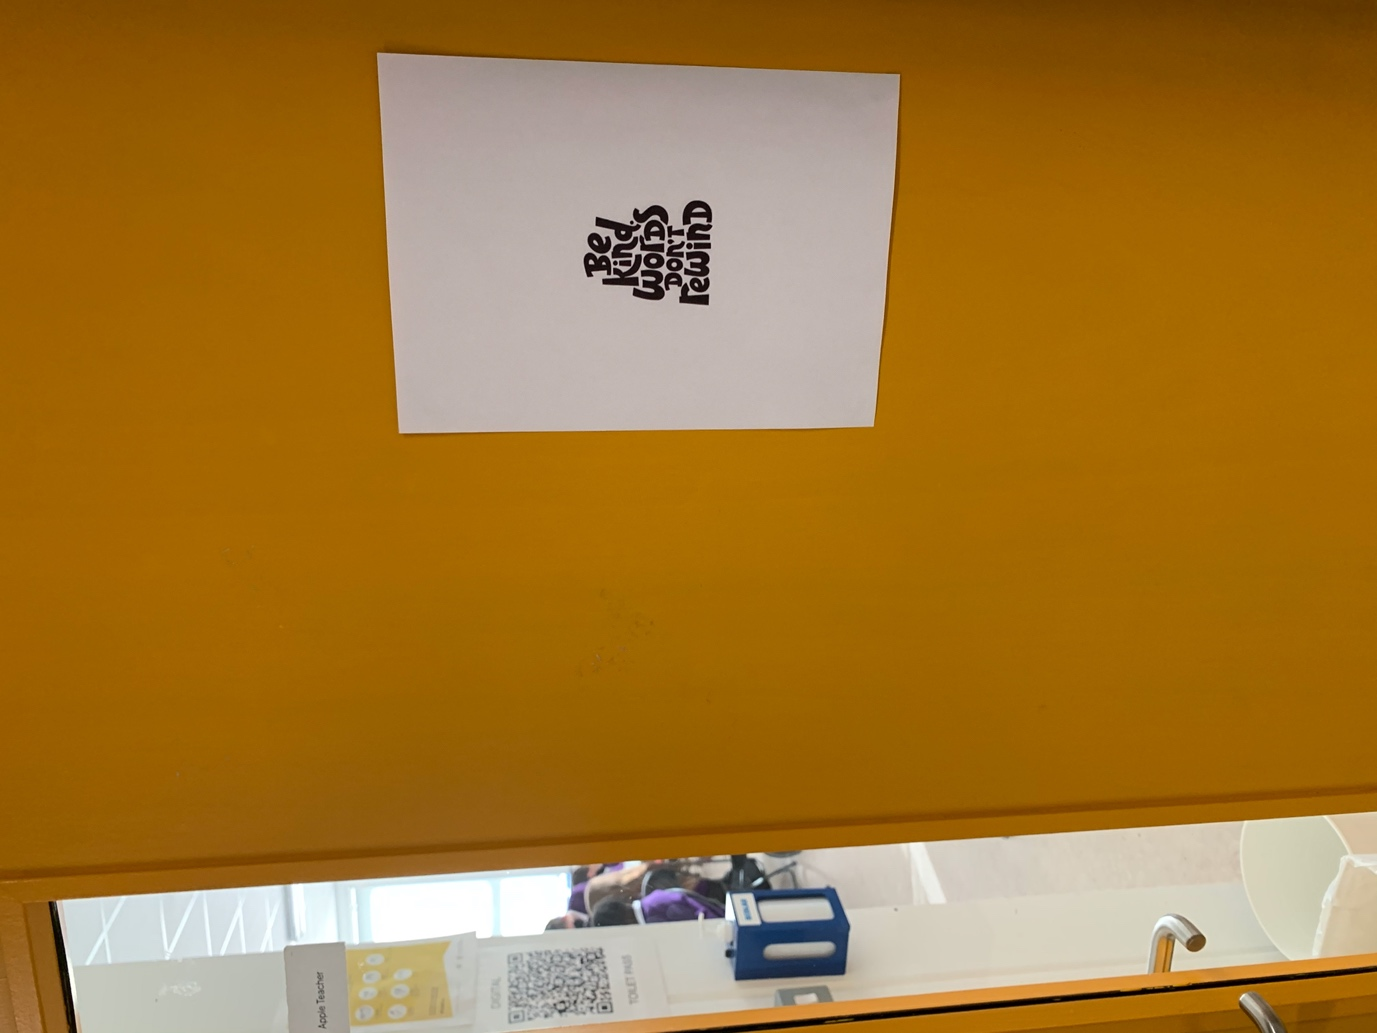 Be
Kind.
words
DON'T
rewind
Apple Teacher
DIGITAL
TOILET PASS